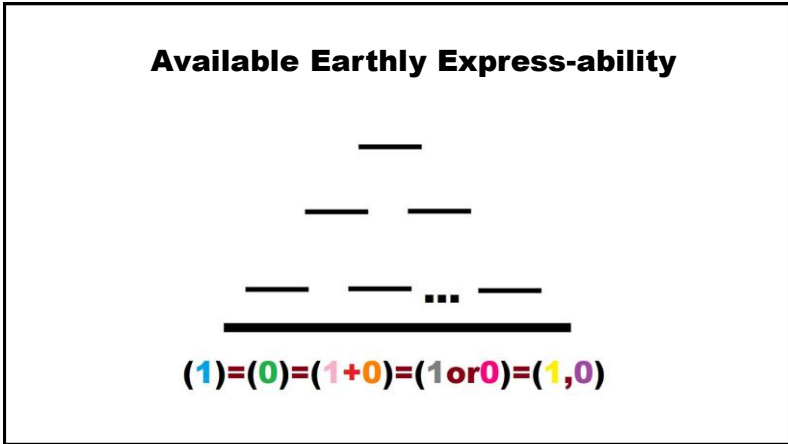 Available Earthly Express-ability
...
(1)=(0)=(1+0)=(1or0)=(1,0)